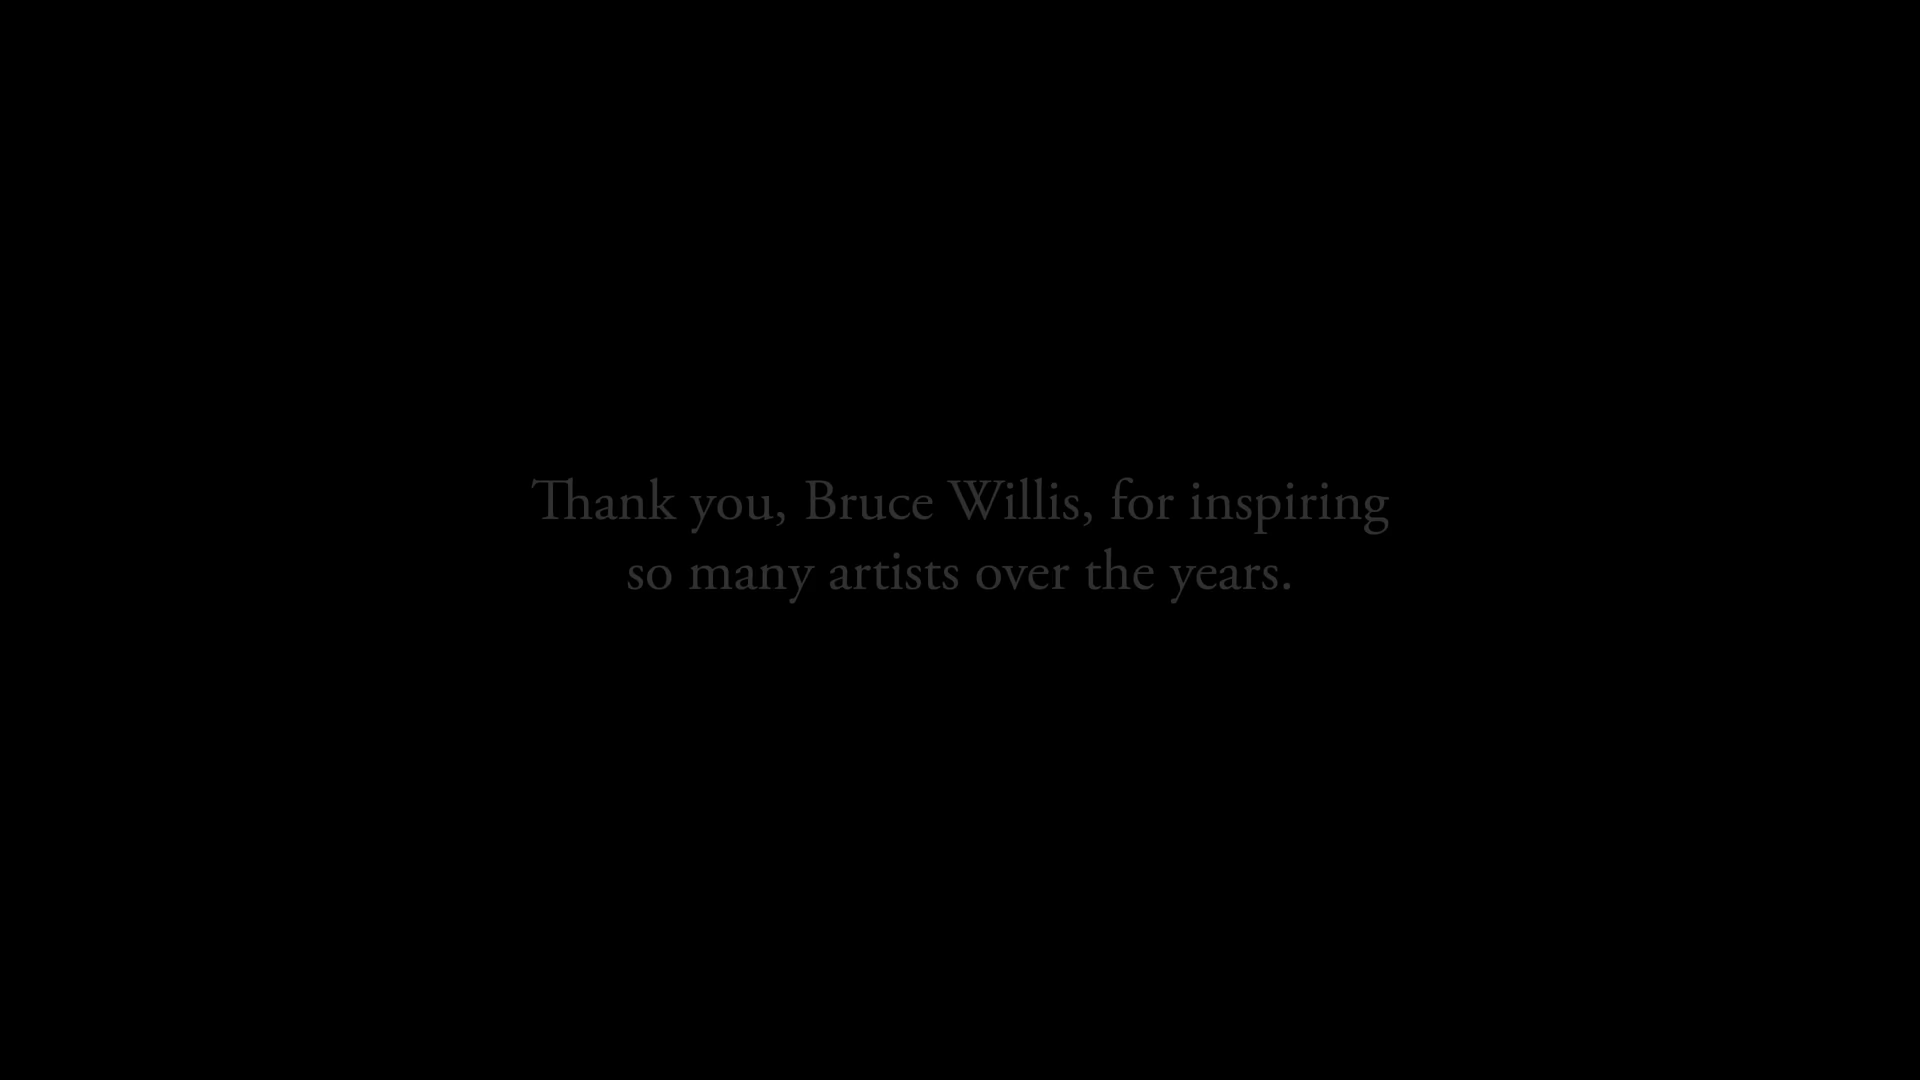 Thank you, Bruce Willis, for inspiring
so many artists over the years.